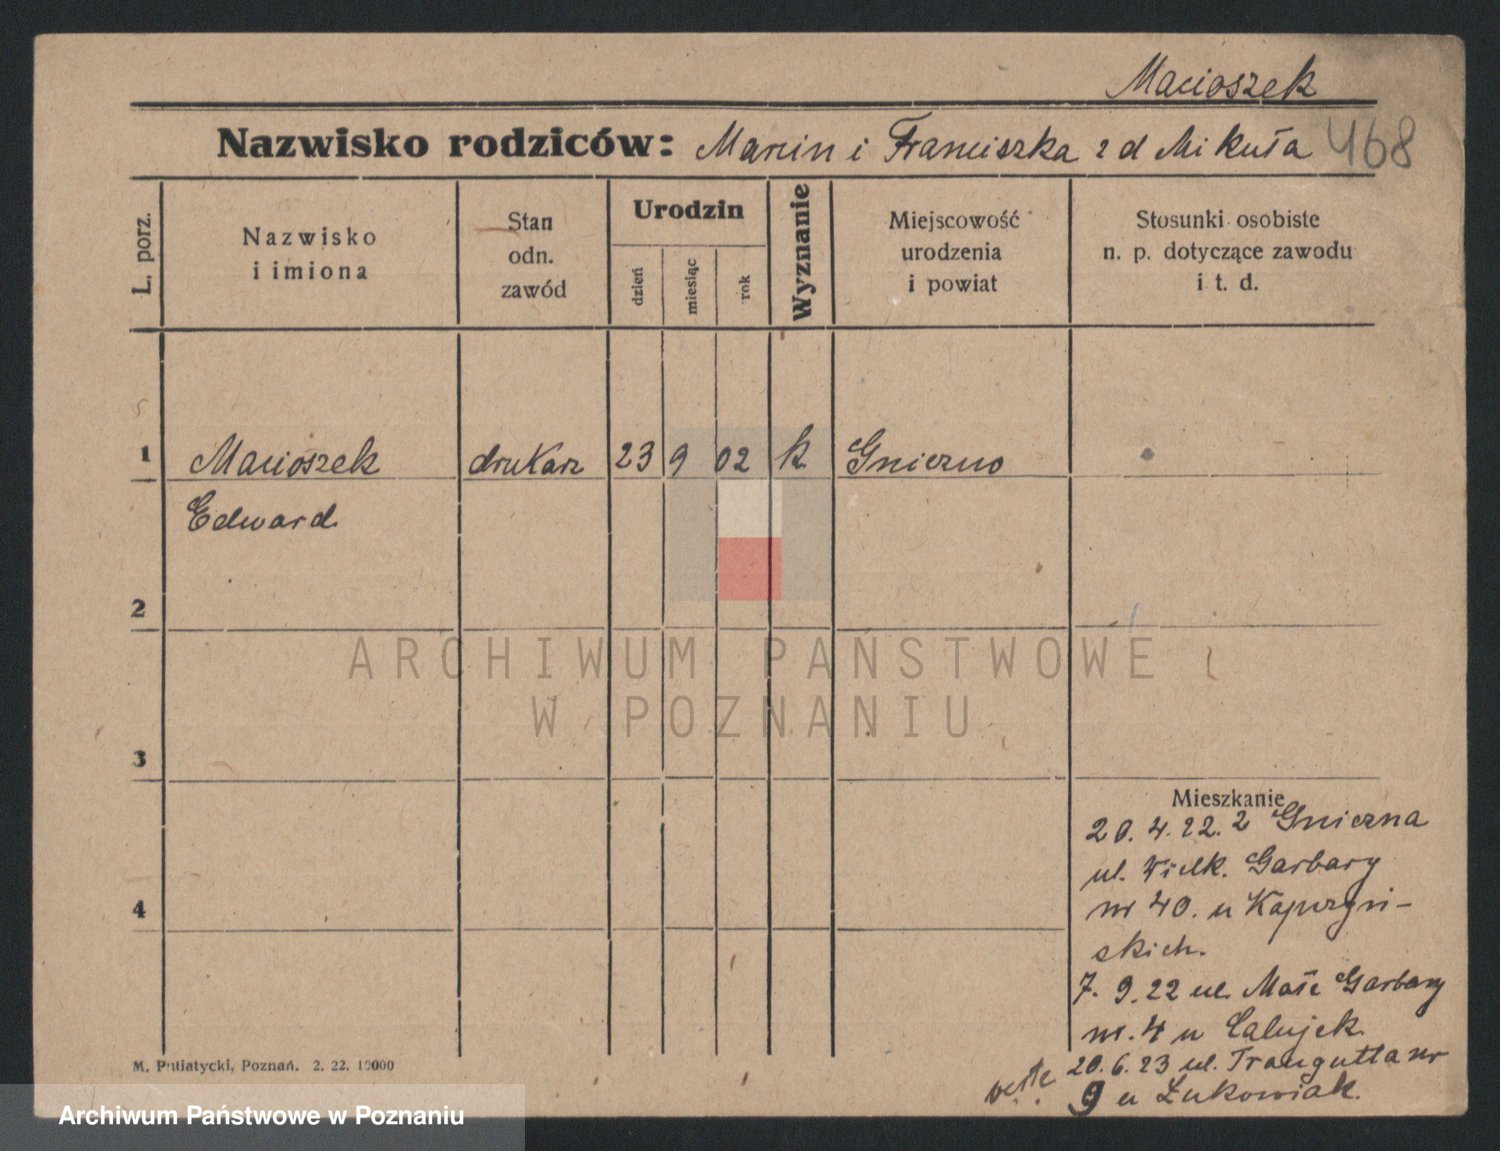 Macioszek
Nazwisko rodziców: Marcin i Franciszka z d Mikuła 468
L. porz.
Nazwisko
i imiona
Stan
odn.
zawód
Urodzin
dzień
miesiąc
rok
Wyznanie
Miejscowość
urodzenia
i powiat
Stosunki osobiste
n. p. dotyczące zawodu
i t. d.
1 Macioszek drukarz 23 9 02 k Gniezno
Edward
2
ARCHIWUM PAŃSTWOWE
W POZNANIU
3
Mieszkanie
20. 4. 22. z Gniezna
ul. Wielk. Garbary
4
nr 40. u Kapczyń-
skich.
7. 9. 22 ul. Małe Garbary
nr. 4 u
20. 6. 23 ul. Traugutta nr
9 u Łukowiak.
M. Putiatycki, Poznań. 2. 22. 10000
Archiwum Państwowe w Poznaniu